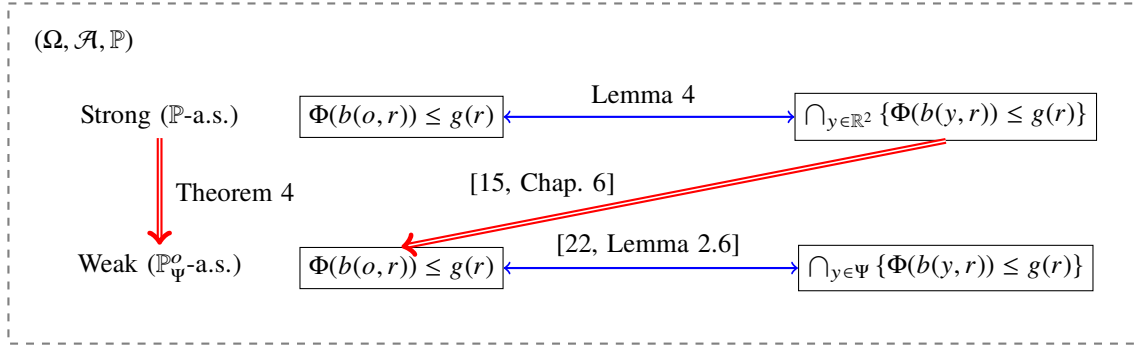 (Ω, 𝒜, ℙ)
Strong (ℙ-a.s.) Φ(b(o, r)) ≤ g(r) Lemma 4 ⋂_{y∈ℝ²} {Φ(b(y, r)) ≤ g(r)}
Theorem 4 [15, Chap. 6]
Weak (ℙ^o_Ψ-a.s.) Φ(b(o, r)) ≤ g(r) [22, Lemma 2.6] ⋂_{y∈Ψ} {Φ(b(y, r)) ≤ g(r)}